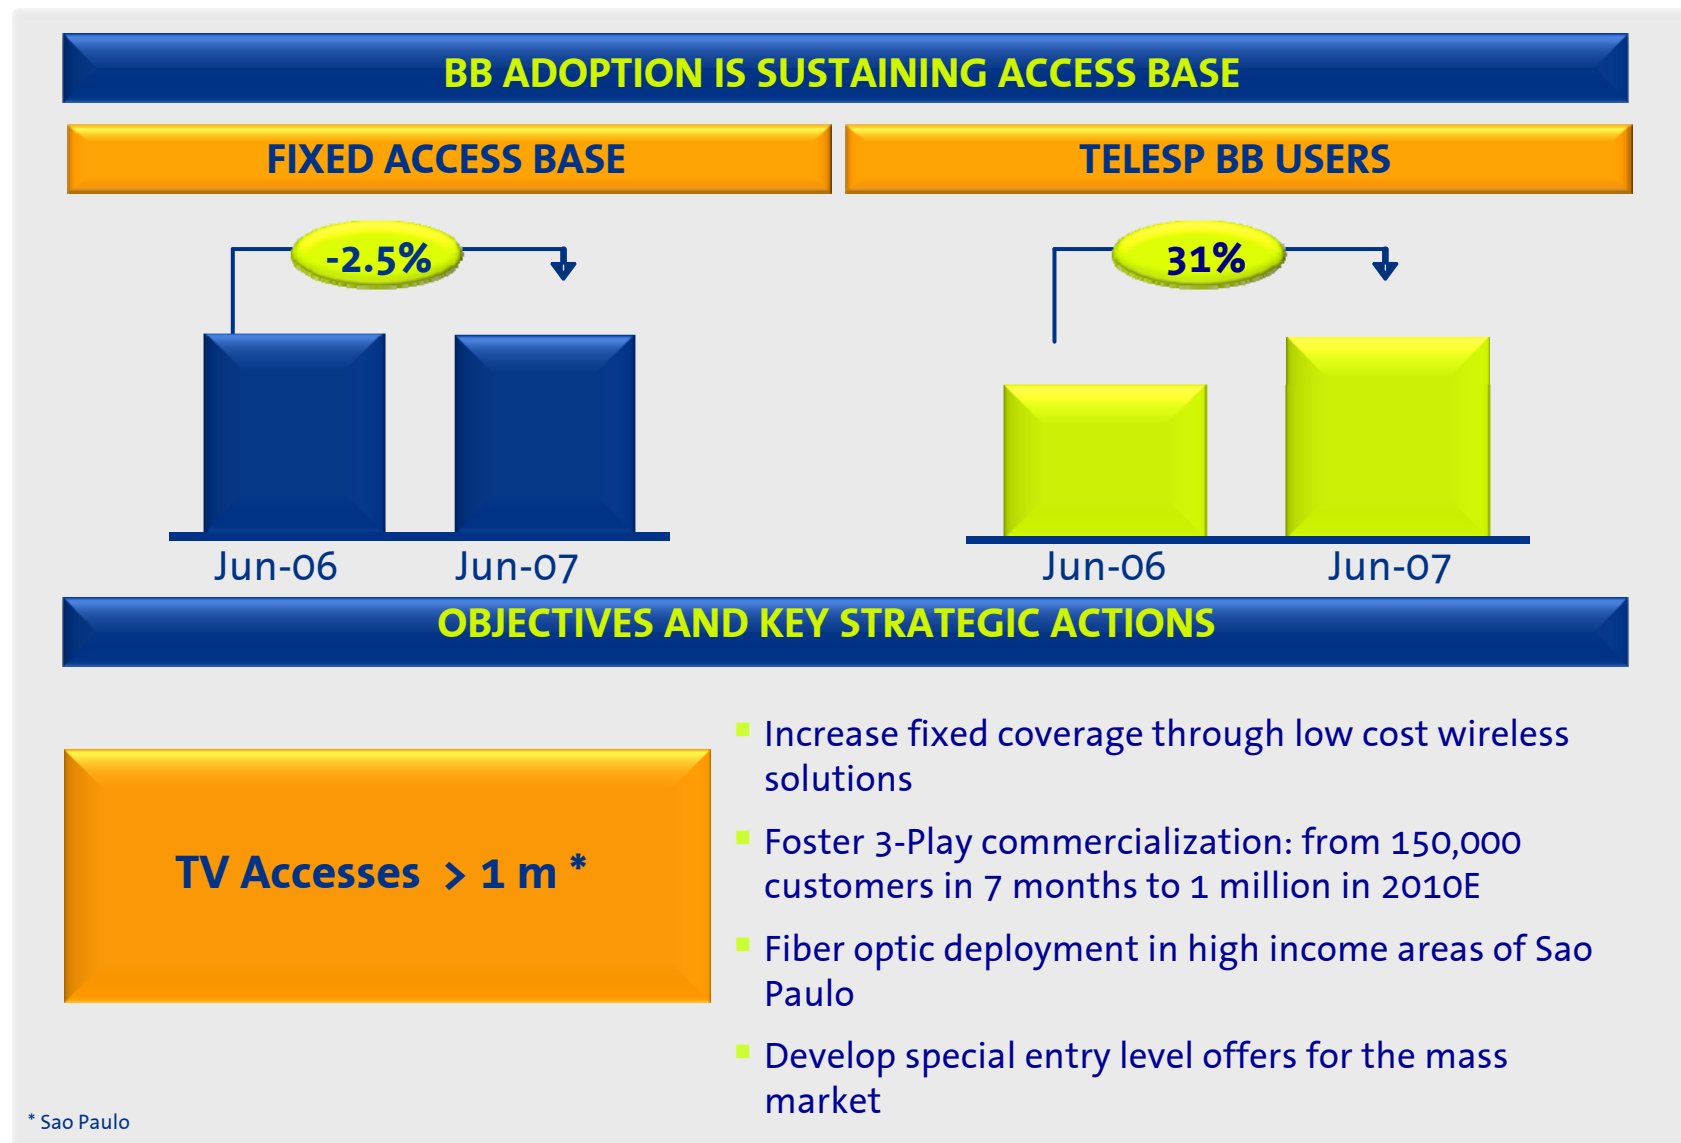 BB ADOPTION IS SUSTAINING ACCESS BASE
FIXED ACCESS BASE
TELESP BB USERS
-2.5%
31%
Jun-06
Jun-07
Jun-06
Jun-07
OBJECTIVES AND KEY STRATEGIC ACTIONS
TV Accesses > 1 m *
Increase fixed coverage through low cost wireless
solutions
Foster 3-Play commercialization: from 150,000
customers in 7 months to 1 million in 2010E
Fiber optic deployment in high income areas of Sao
Paulo
Develop special entry level offers for the mass
market
* Sao Paulo